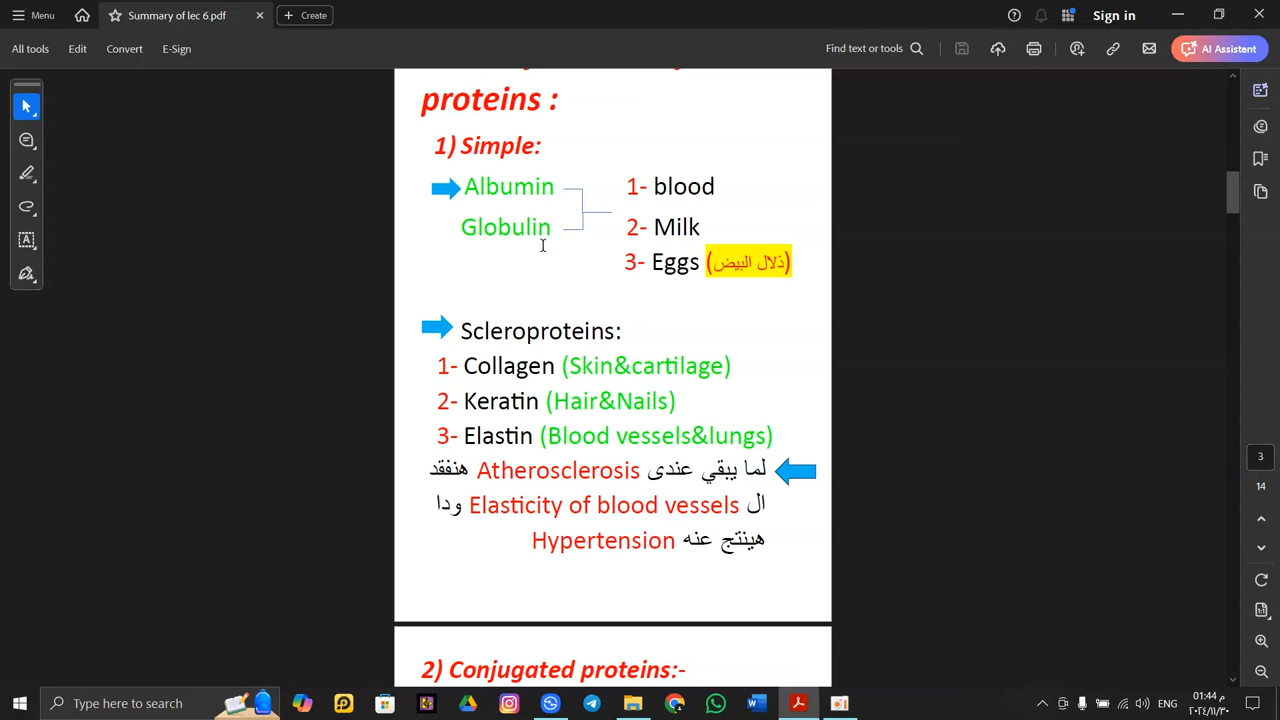 Menu
Summary of lec 6.pdf
Create
Sign in
All tools Edit Convert E-Sign
Find text or tools
AI Assistant
proteins :
1) Simple:
Albumin
Globulin
1- blood
2- Milk
3- Eggs (ذلال البيض)
Scleroproteins:
1- Collagen (Skin&cartilage)
2- Keratin (Hair&Nails)
3- Elastin (Blood vessels&lungs)
لما يبقي عندى Atherosclerosis هنفقد
ال Elasticity of blood vessels ودا
هينتج عنه Hypertension
2) Conjugated proteins:-
3
14
Type here to search
ENG